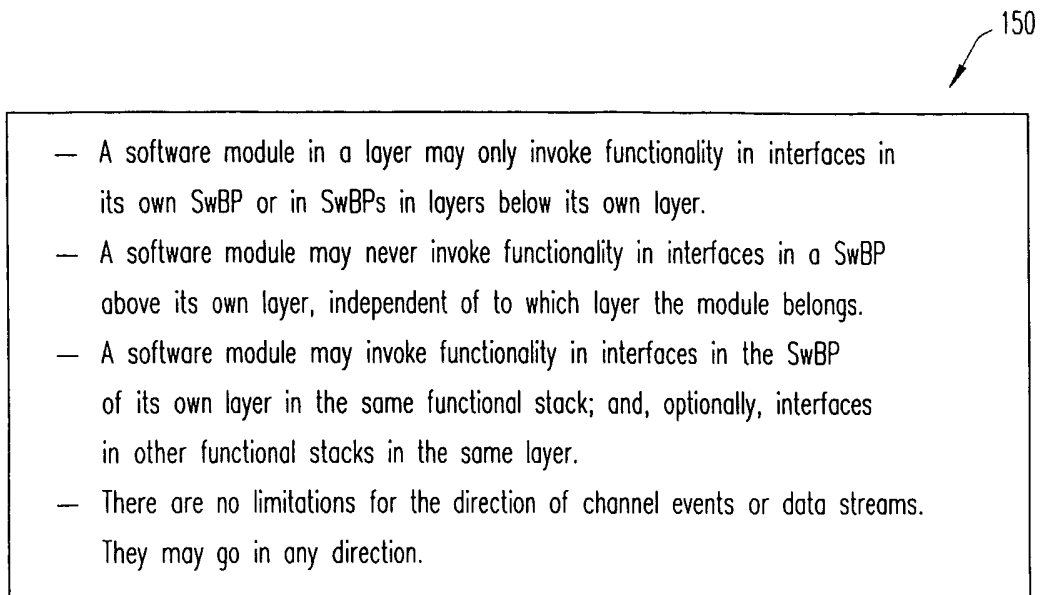 150
— A software module in a layer may only invoke functionality in interfaces in
its own SwBP or in SwBPs in layers below its own layer.
— A software module may never invoke functionality in interfaces in a SwBP
above its own layer, independent of to which layer the module belongs.
— A software module may invoke functionality in interfaces in the SwBP
of its own layer in the same functional stack; and, optionally, interfaces
in other functional stacks in the same layer.
— There are no limitations for the direction of channel events or data streams.
They may go in any direction.